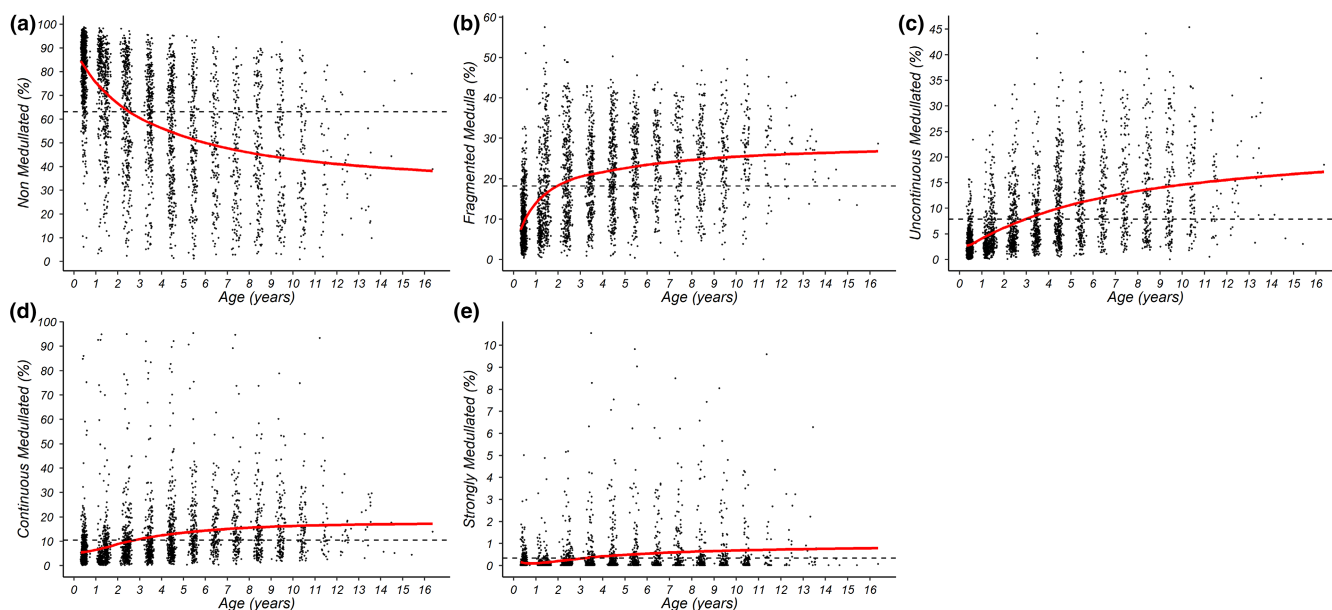 (a)
Non Medullated (%)
100
90
80
70
60
50
40
30
20
10
0
0 1 2 3 4 5 6 7 8 9 10 11 12 13 14 15 16
Age (years)
(b)
Fragmented Medulla (%)
60
50
40
30
20
10
0
0 1 2 3 4 5 6 7 8 9 10 11 12 13 14 15 16
Age (years)
(c)
Uncontinuous Medullated (%)
45
40
35
30
25
20
15
10
5
0
0 1 2 3 4 5 6 7 8 9 10 11 12 13 14 15 16
Age (years)
(d)
Continuous Medullated (%)
100
90
80
70
60
50
40
30
20
10
0
0 1 2 3 4 5 6 7 8 9 10 11 12 13 14 15 16
Age (years)
(e)
Strongly Medullated (%)
10
9
8
7
6
5
4
3
2
1
0
0 1 2 3 4 5 6 7 8 9 10 11 12 13 14 15 16
Age (years)